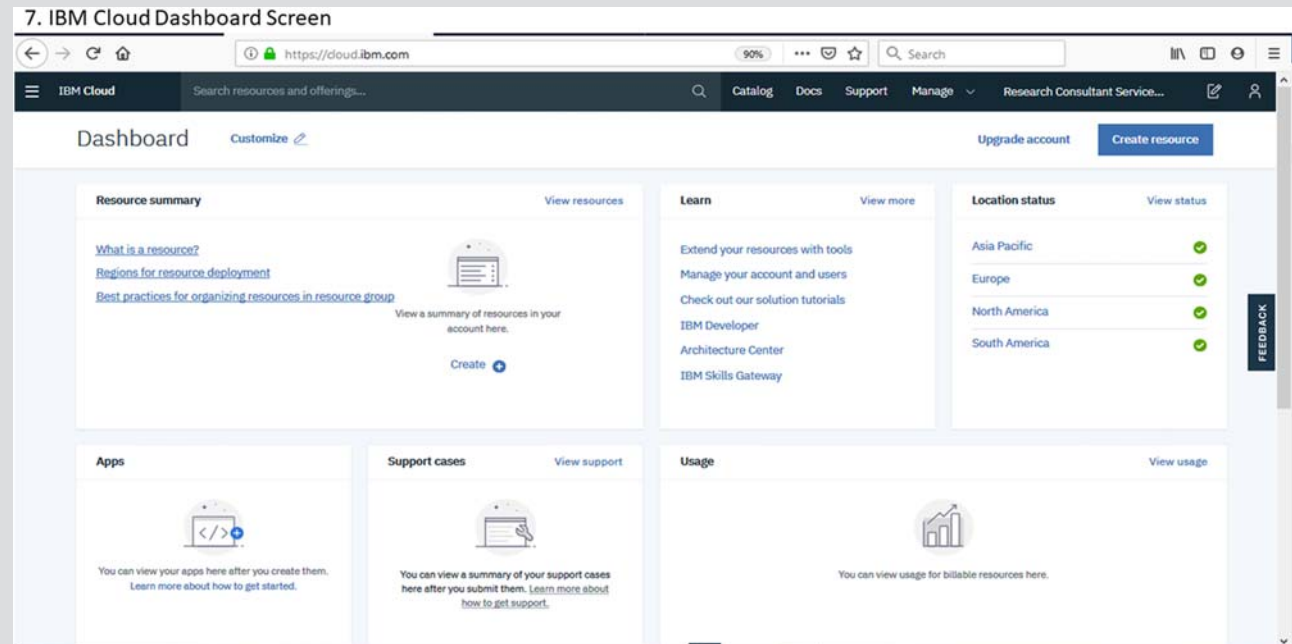 7. IBM Cloud Dashboard Screen
https://cloud.ibm.com
90%
Search
IBM Cloud
Search resources and offerings...
Catalog
Docs
Support
Manage
Research Consultant Service...
Dashboard
Customize
Upgrade account
Create resource
Resource summary
View resources
What is a resource?
Regions for resource deployment
Best practices for organizing resources in resource group
View a summary of resources in your
account here.
Create
Learn
View more
Extend your resources with tools
Manage your account and users
Check out our solution tutorials
IBM Developer
Architecture Center
IBM Skills Gateway
Location status
View status
Asia Pacific
Europe
North America
South America
FEEDBACK
Apps
You can view your apps here after you create them.
Learn more about how to get started.
Support cases
View support
You can view a summary of your support cases
here after you submit them. Learn more about
how to get support.
Usage
View usage
You can view usage for billable resources here.